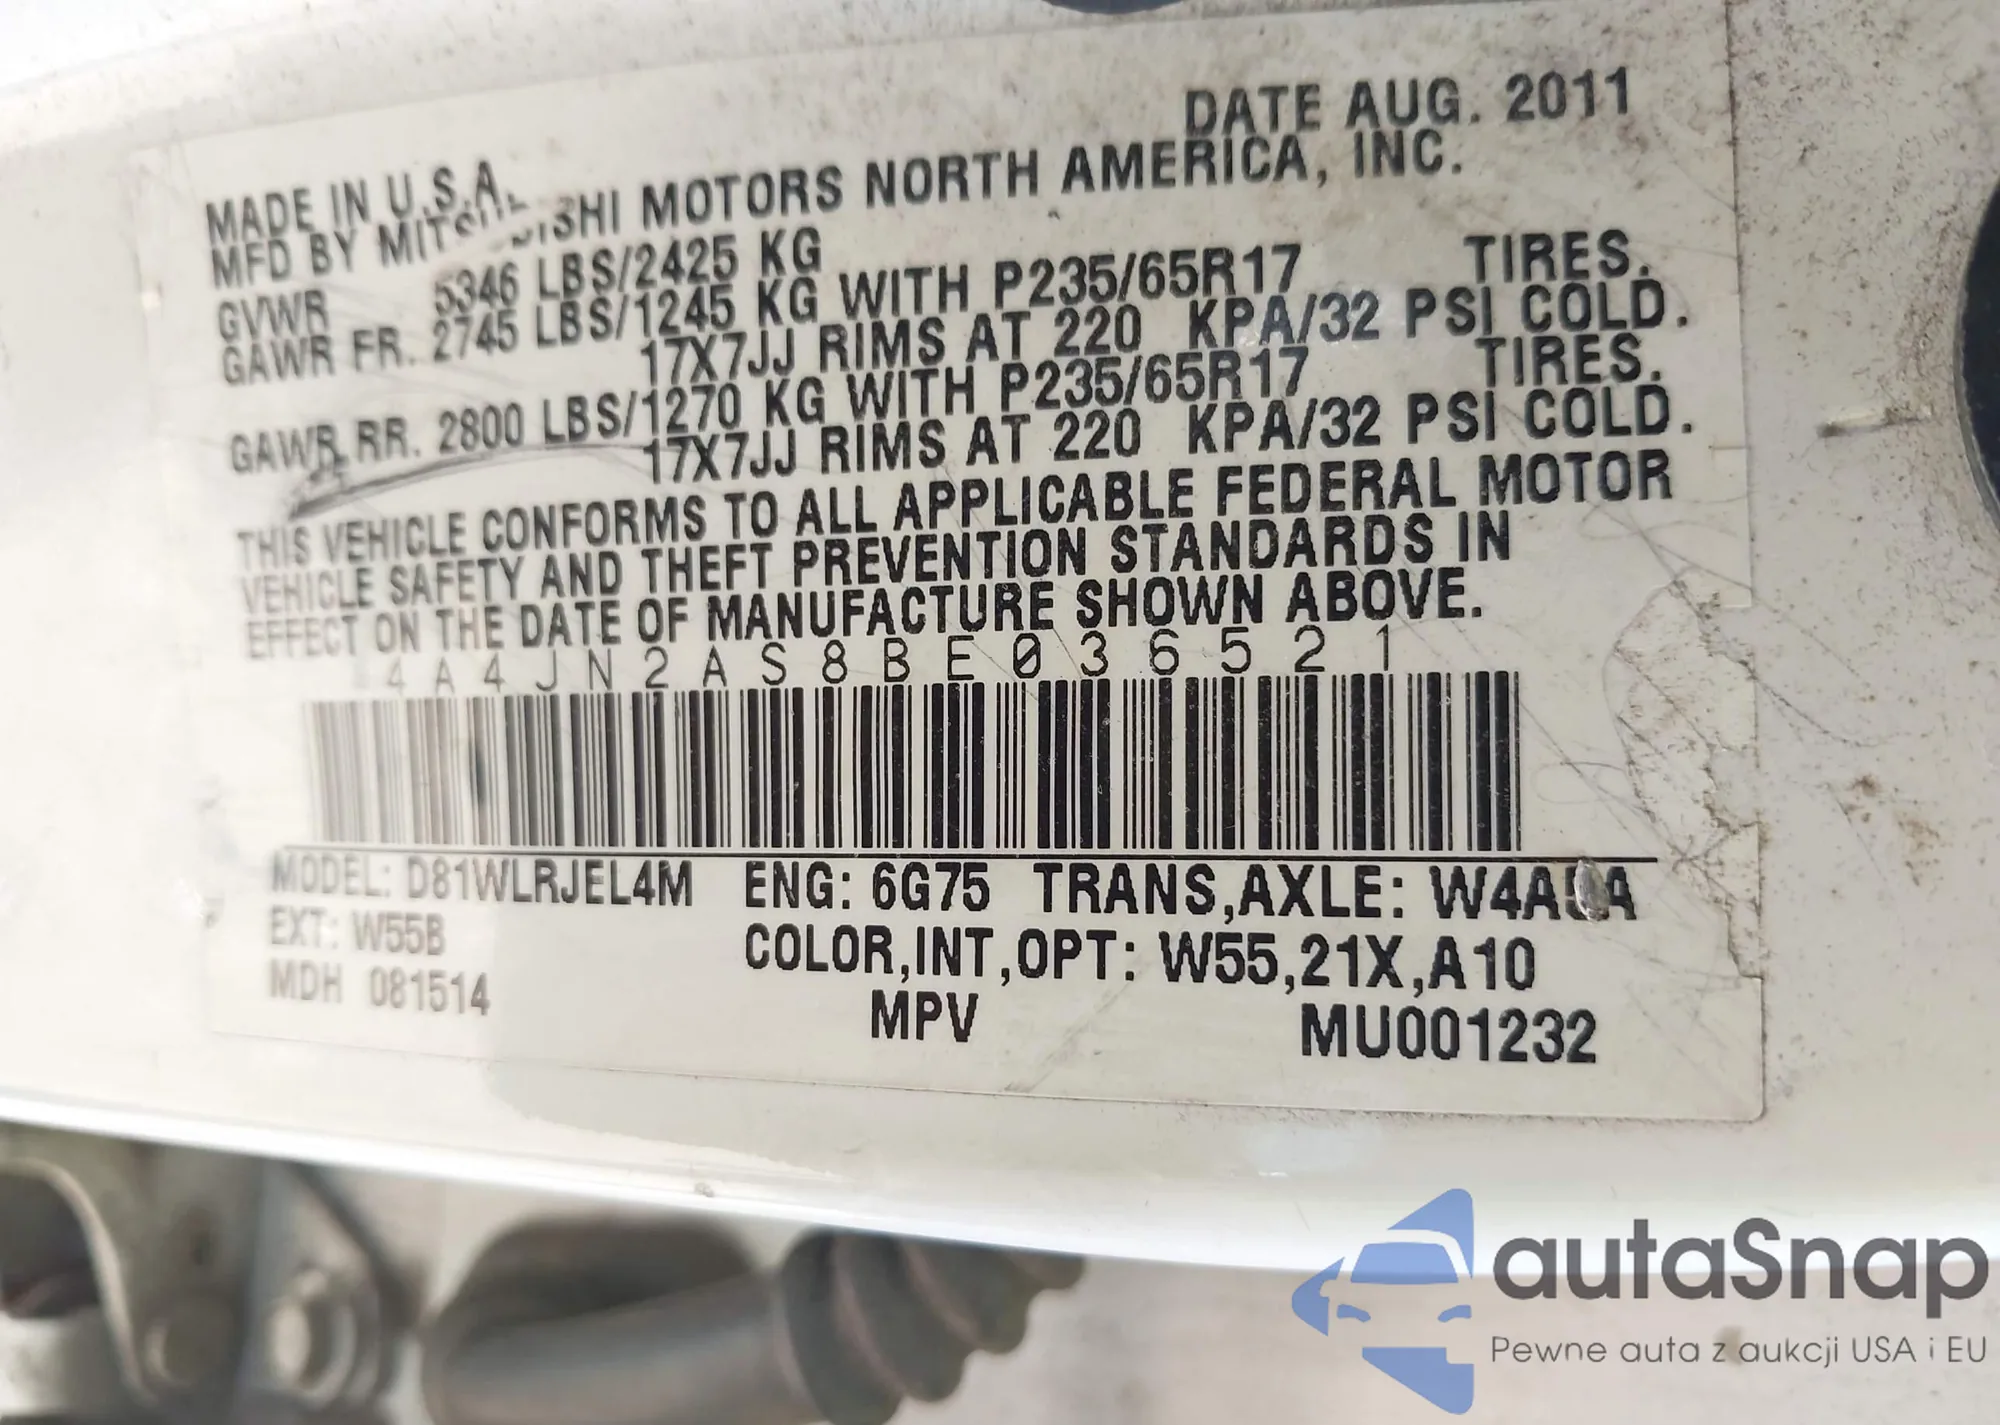 DATE AUG. 2011
MADE IN U.S.A.
MFD BY MITSUBISHI MOTORS NORTH AMERICA, INC.
GVWR 5346 LBS/2425 KG
GAWR FR. 2745 LBS/1245 KG WITH P235/65R17 TIRES.
17X7JJ RIMS AT 220 KPA/32 PSI COLD.
GAWR RR. 2800 LBS/1270 KG WITH P235/65R17 TIRES.
17X7JJ RIMS AT 220 KPA/32 PSI COLD.
THIS VEHICLE CONFORMS TO ALL APPLICABLE FEDERAL MOTOR
VEHICLE SAFETY AND THEFT PREVENTION STANDARDS IN
EFFECT ON THE DATE OF MANUFACTURE SHOWN ABOVE.
4A4JN2AS8BE036521
MODEL: D81WLRJEL4M ENG: 6G75 TRANS,AXLE:
EXT: W55B COLOR,INT,OPT: W55,21X,A10
MDH 081514 MPV MU001232
autaSnap
Pewne auta z aukcji USA i EU